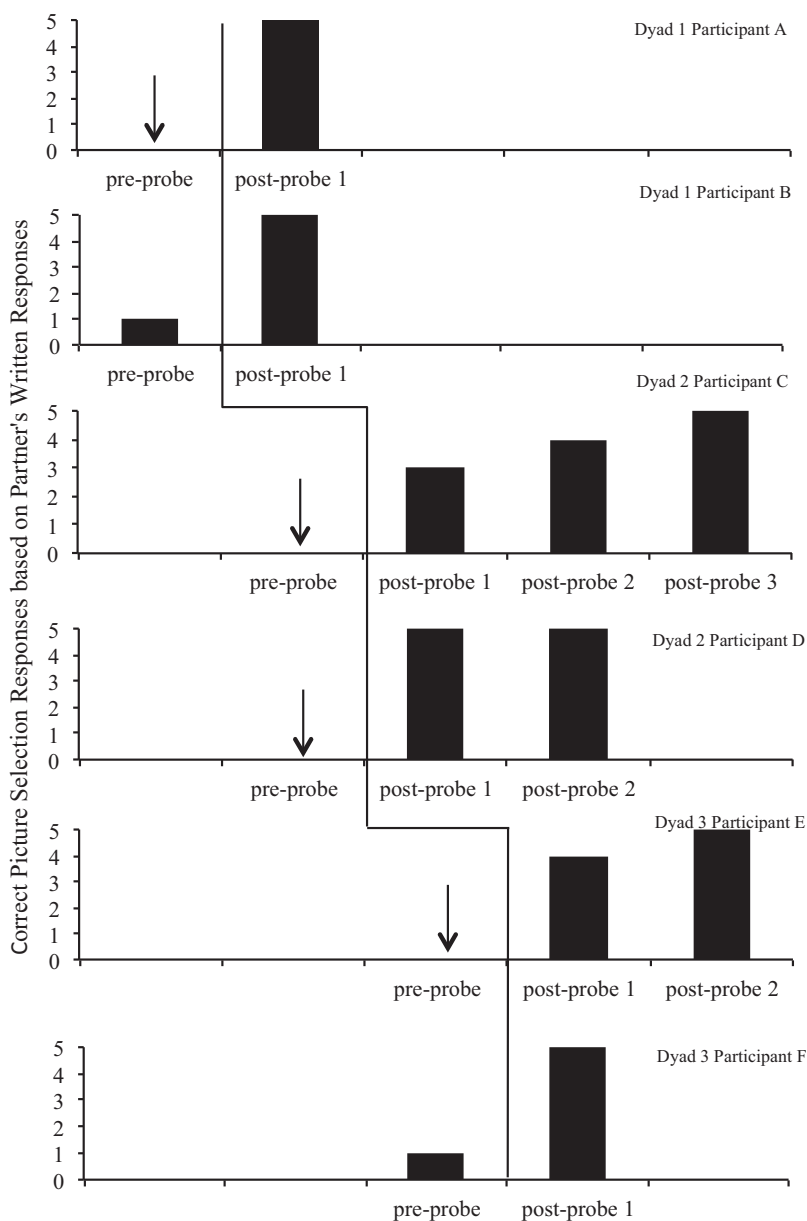 Correct Picture Selection Responses based on Partner's Written Responses
Dyad 1 Participant A
5
4
3
2
1
0
pre-probe post-probe 1
Dyad 1 Participant B
5
4
3
2
1
0
pre-probe post-probe 1
Dyad 2 Participant C
5
4
3
2
1
0
pre-probe post-probe 1 post-probe 2 post-probe 3
Dyad 2 Participant D
5
4
3
2
1
0
pre-probe post-probe 1 post-probe 2
Dyad 3 Participant E
5
4
3
2
1
0
pre-probe post-probe 1 post-probe 2
Dyad 3 Participant F
5
4
3
2
1
0
pre-probe post-probe 1